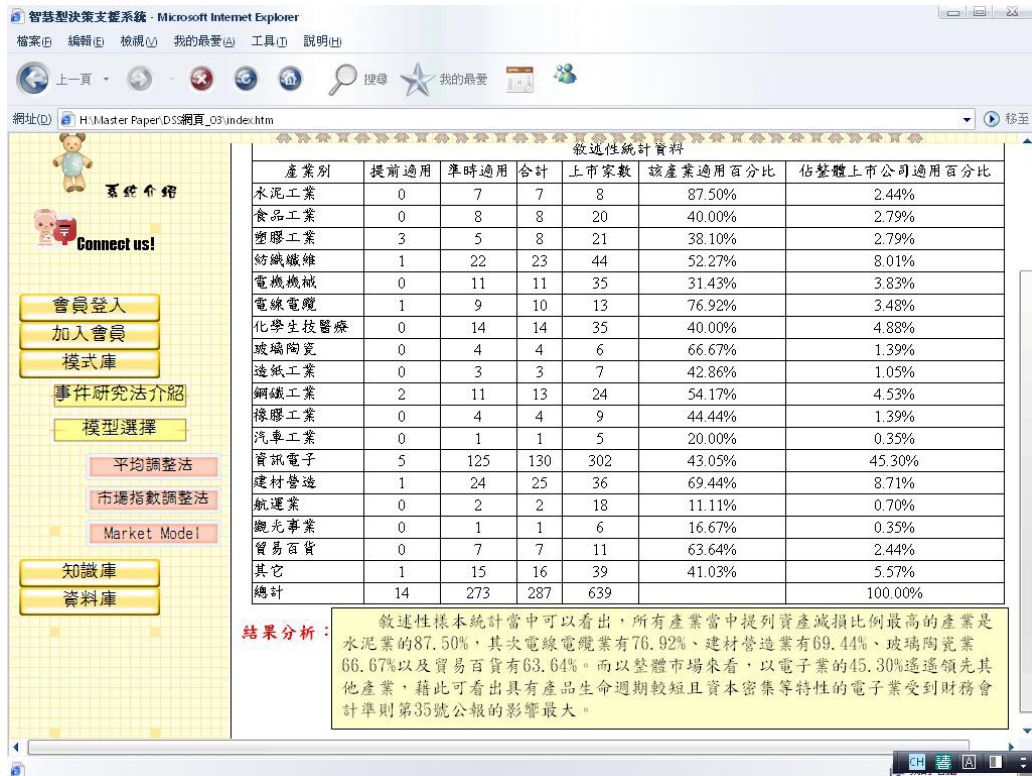 智慧型決策支援系統 - Microsoft Internet Explorer
檔案(F) 編輯(E) 檢視(V) 我的最愛(A) 工具(T) 說明(H)
上一頁 搜尋 我的最愛
網址(D) H:\Master Paper\DSS網頁_03\index.htm 移至
系統介紹
Connect us!
會員登入
加入會員
模式庫
事件研究法介紹
模型選擇
平均調整法
市場指數調整法
Market Model
知識庫
資料庫
敘述性統計資料
產業別 提前適用 準時適用 合計 上市家數 該產業適用百分比 佔整體上市公司適用百分比
水泥工業 0 7 7 8 87.50% 2.44%
食品工業 0 8 8 20 40.00% 2.79%
塑膠工業 3 5 8 21 38.10% 2.79%
紡織纖維 1 22 23 44 52.27% 8.01%
電機機械 0 11 11 35 31.43% 3.83%
電線電纜 1 9 10 13 76.92% 3.48%
化學生技醫療 0 14 14 35 40.00% 4.88%
玻璃陶瓷 0 4 4 6 66.67% 1.39%
造紙工業 0 3 3 7 42.86% 1.05%
鋼鐵工業 2 11 13 24 54.17% 4.53%
橡膠工業 0 4 4 9 44.44% 1.39%
汽車工業 0 1 1 5 20.00% 0.35%
資訊電子 5 125 130 302 43.05% 45.30%
建材營造 1 24 25 36 69.44% 8.71%
航運業 0 2 2 18 11.11% 0.70%
觀光事業 0 1 1 6 16.67% 0.35%
貿易百貨 0 7 7 11 63.64% 2.44%
其它 1 15 16 39 41.03% 5.57%
總計 14 273 287 639 100.00%
結果分析：
敘述性樣本統計當中可以看出，所有產業當中提列資產減損比例最高的產業是
水泥業的87.50%，其次電線電纜業有76.92%、建材營造業有69.44%、玻璃陶瓷業
66.67%以及貿易百貨有63.64%。而以整體市場來看，以電子業的45.30%遙遙領先其
他產業，藉此可看出具有產品生命週期較短且資本密集等特性的電子業受到財務會
計準則第35號公報的影響最大。
CH A